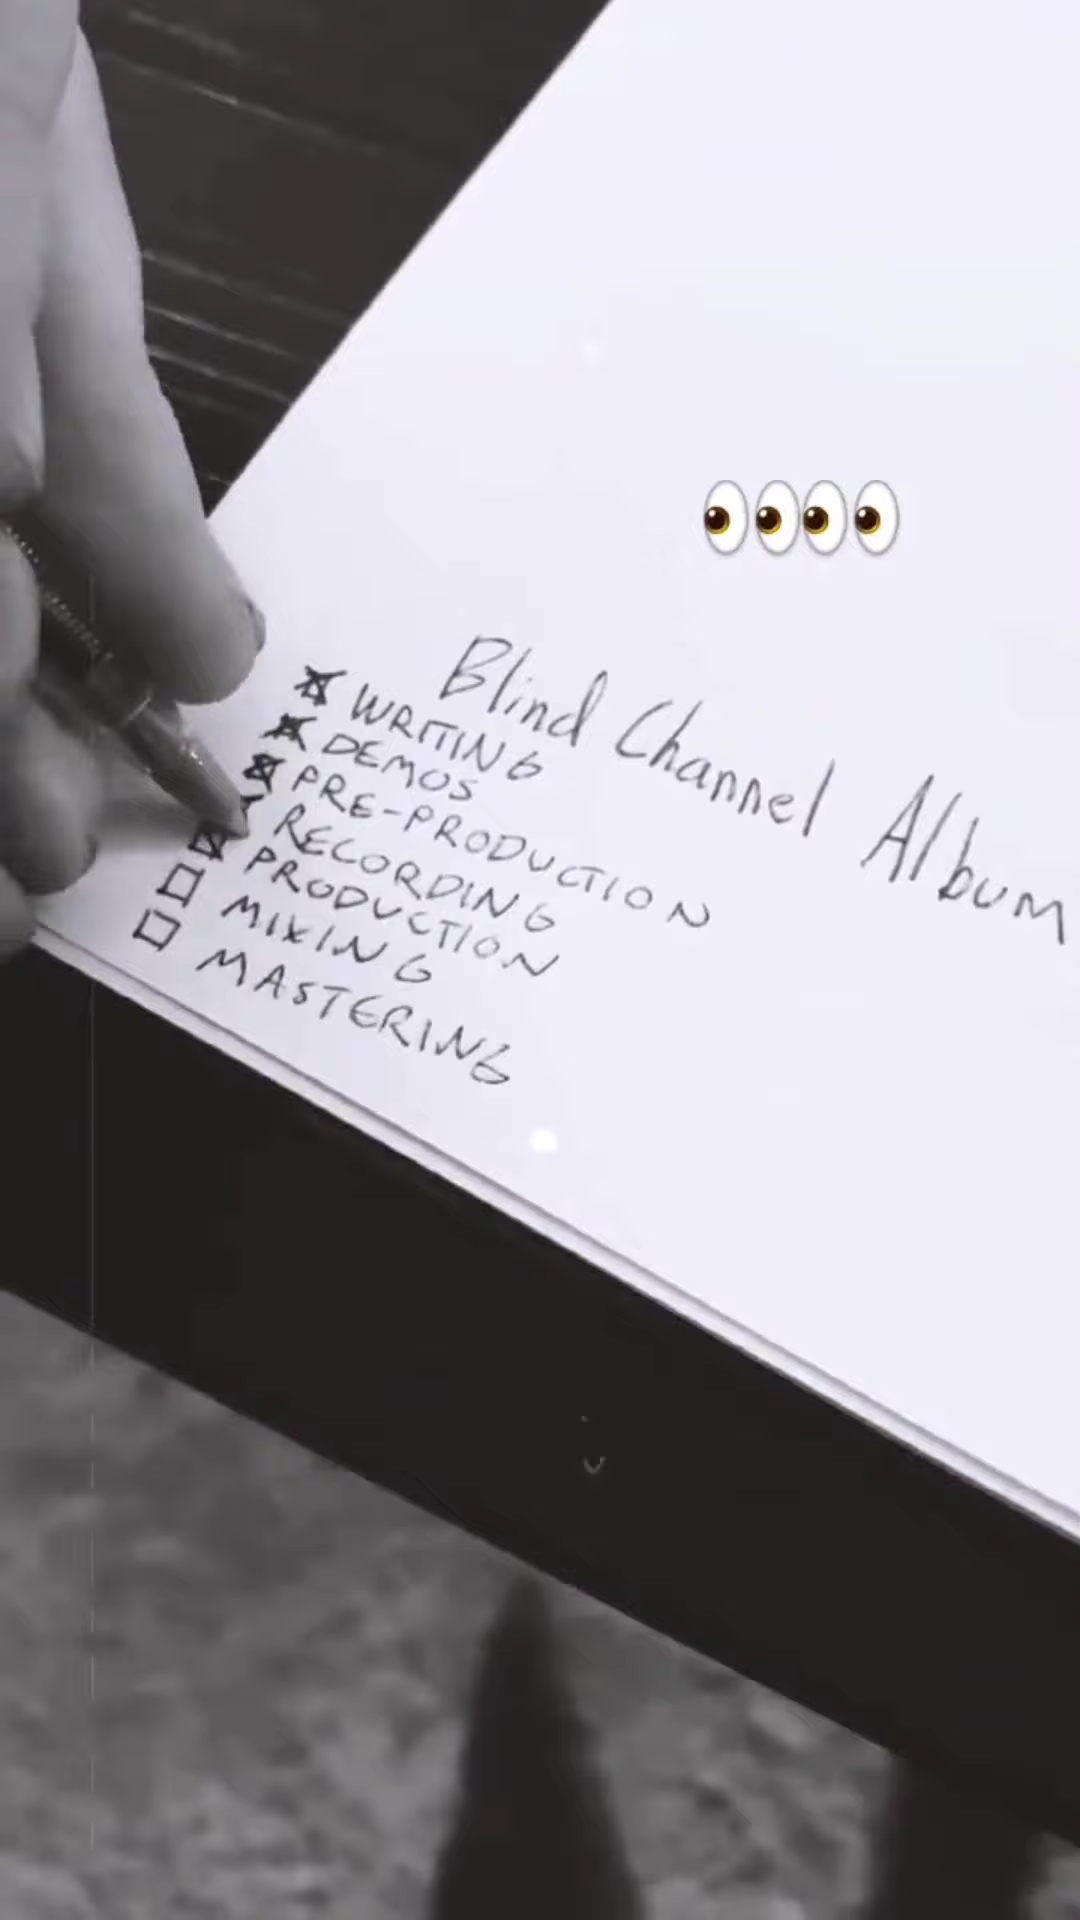 👀👀
Blind Channel Album
WRITING
DEMOS
PRE-PRODUCTION
RECORDING
PRODUCTION
MIXING
MASTERING